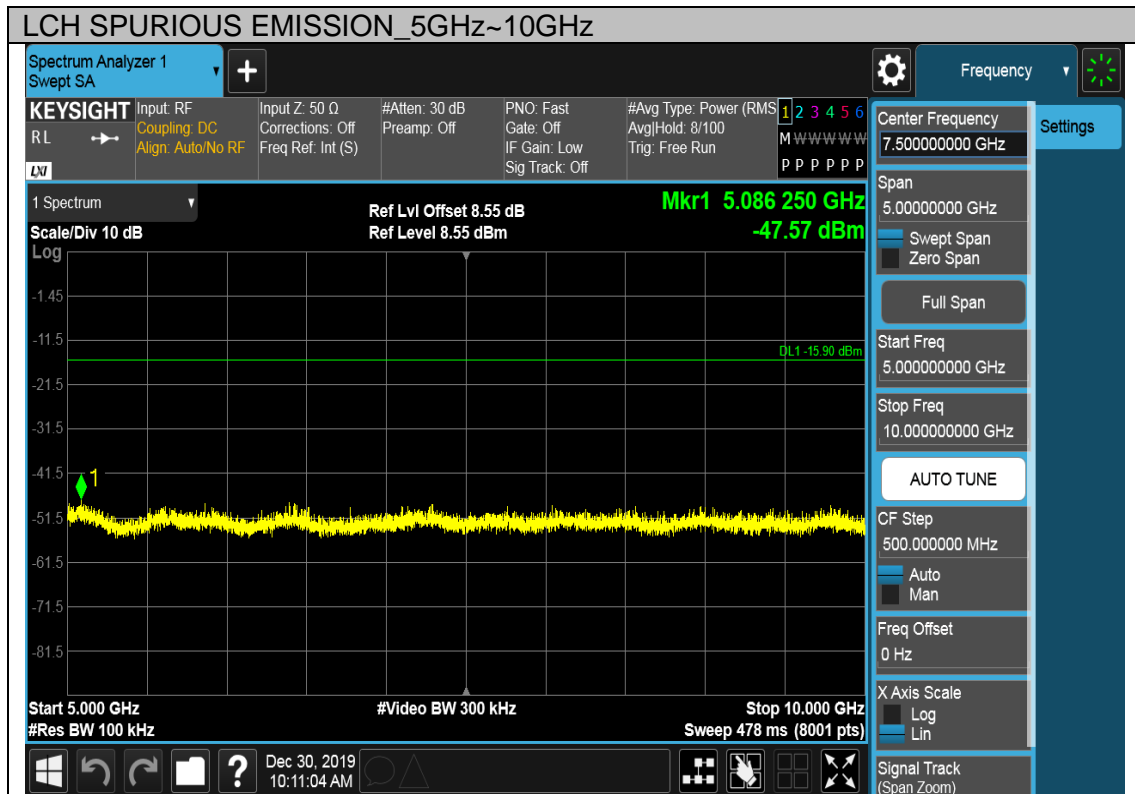 LCH SPURIOUS EMISSION_5GHz~10GHz
Spectrum Analyzer 1
Swept SA
+
Frequency
KEYSIGHT
RL
LXI
Input: RF
Coupling: DC
Align: Auto/No RF
Input Z: 50 Ω
Corrections: Off
Freq Ref: Int (S)
#Atten: 30 dB
Preamp: Off
PNO: Fast
Gate: Off
IF Gain: Low
Sig Track: Off
#Avg Type: Power (RMS
Avg|Hold: 8/100
Trig: Free Run
1 2 3 4 5 6
M W W W W W
P P P P P P
1 Spectrum
Scale/Div 10 dB
Log
Ref Lvl Offset 8.55 dB
Ref Level 8.55 dBm
Mkr1 5.086 250 GHz
-47.57 dBm
-1.45
-11.5
DL1 -15.90 dBm
-21.5
-31.5
-41.5
1
-51.5
-61.5
-71.5
-81.5
Start 5.000 GHz
#Res BW 100 kHz
#Video BW 300 kHz
Stop 10.000 GHz
Sweep 478 ms (8001 pts)
?
Dec 30, 2019
10:11:04 AM
Center Frequency
7.500000000 GHz
Settings
Span
5.00000000 GHz
Swept Span
Zero Span
Full Span
Start Freq
5.000000000 GHz
Stop Freq
10.000000000 GHz
AUTO TUNE
CF Step
500.000000 MHz
Auto
Man
Freq Offset
0 Hz
X Axis Scale
Log
Lin
Signal Track
(Span Zoom)